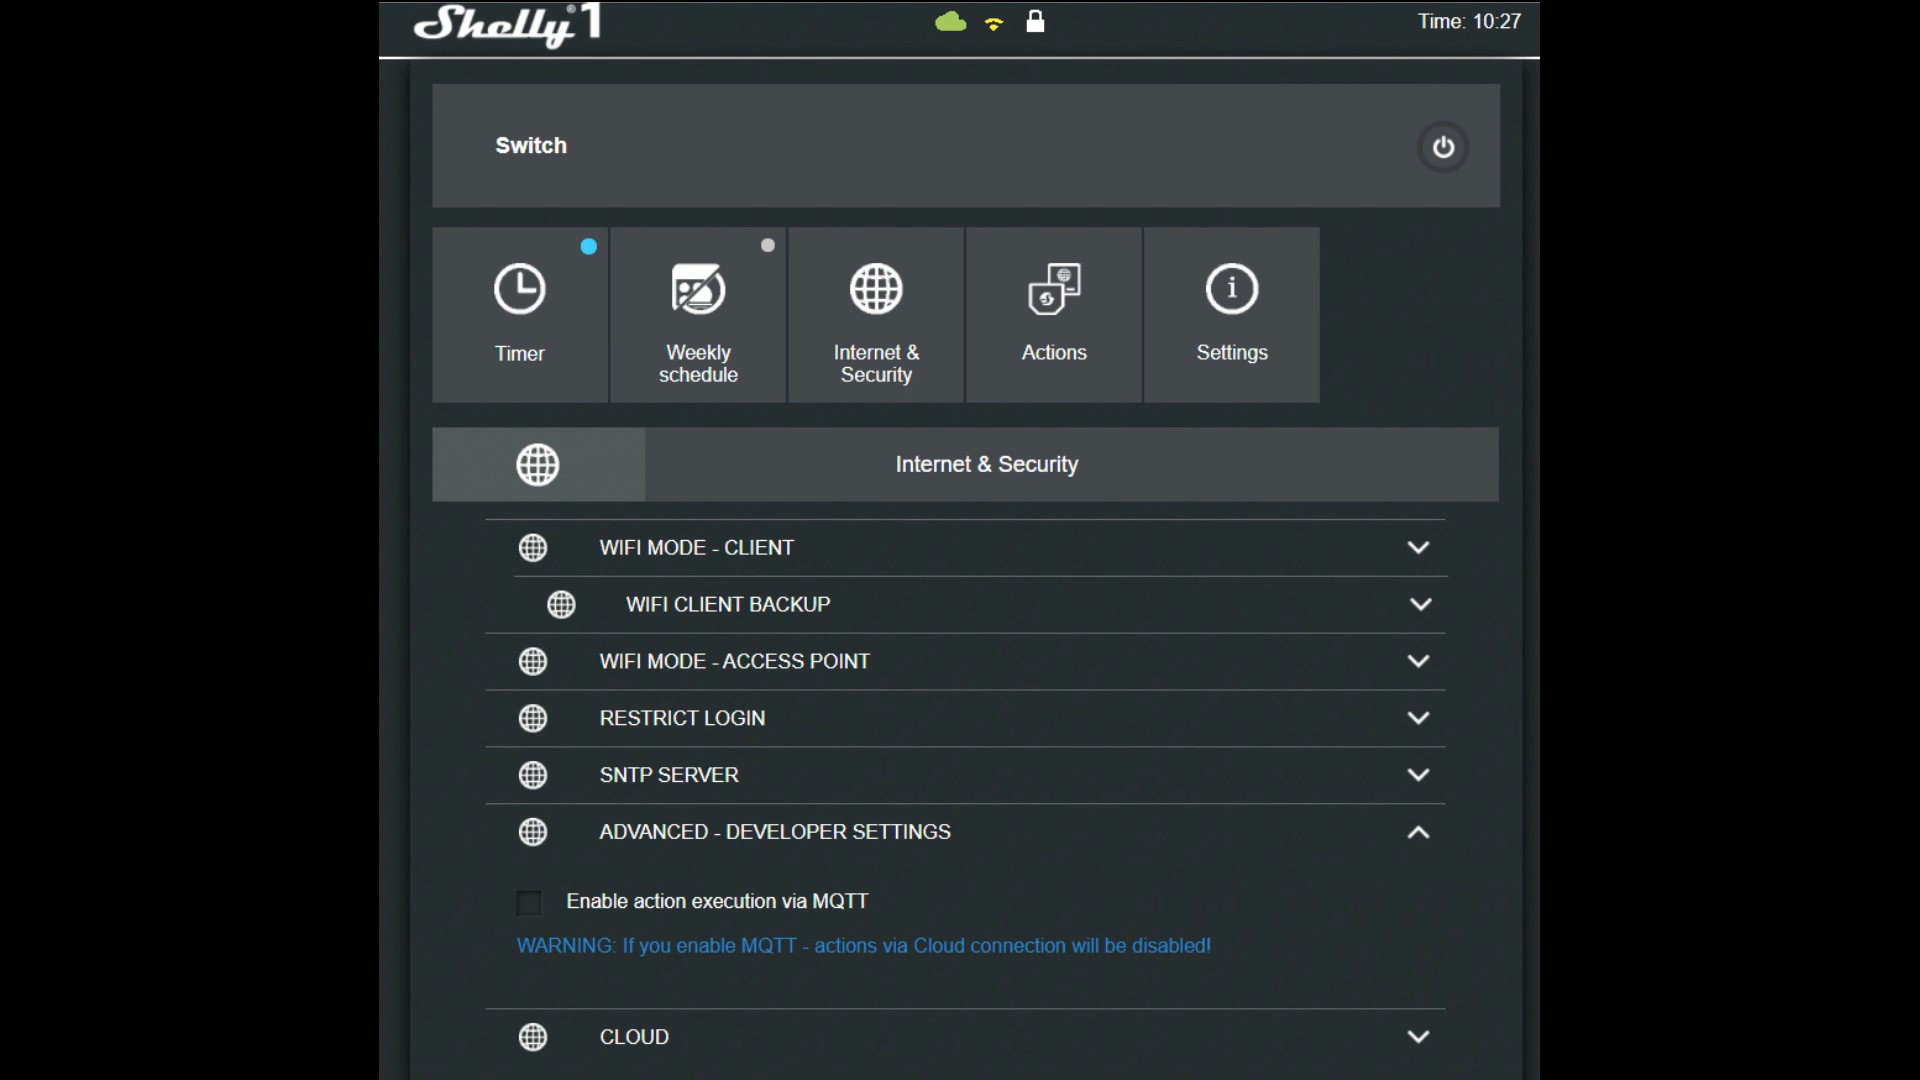 Shelly® 1
Time: 10:27
Switch
Timer
Weekly
schedule
Internet &
Security
Actions
Settings
Internet & Security
WIFI MODE - CLIENT
WIFI CLIENT BACKUP
WIFI MODE - ACCESS POINT
RESTRICT LOGIN
SNTP SERVER
ADVANCED - DEVELOPER SETTINGS
Enable action execution via MQTT
WARNING: If you enable MQTT - actions via Cloud connection will be disabled!
CLOUD